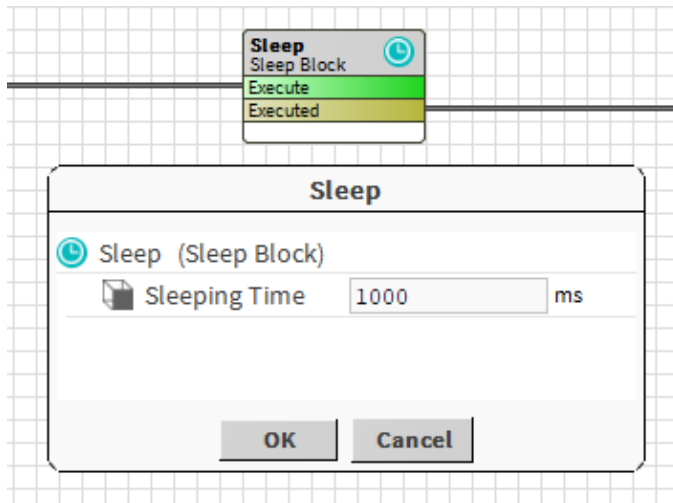 Sleep
Sleep Block
Execute
Executed
Sleep
Sleep (Sleep Block)
Sleeping Time 1000 ms
OK Cancel